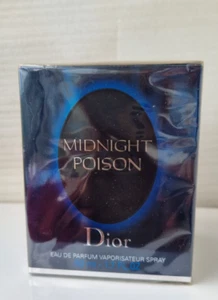 MIDNIGHT
POISON
Dior
EAU DE PARFUM VAPORISATEUR SPRAY